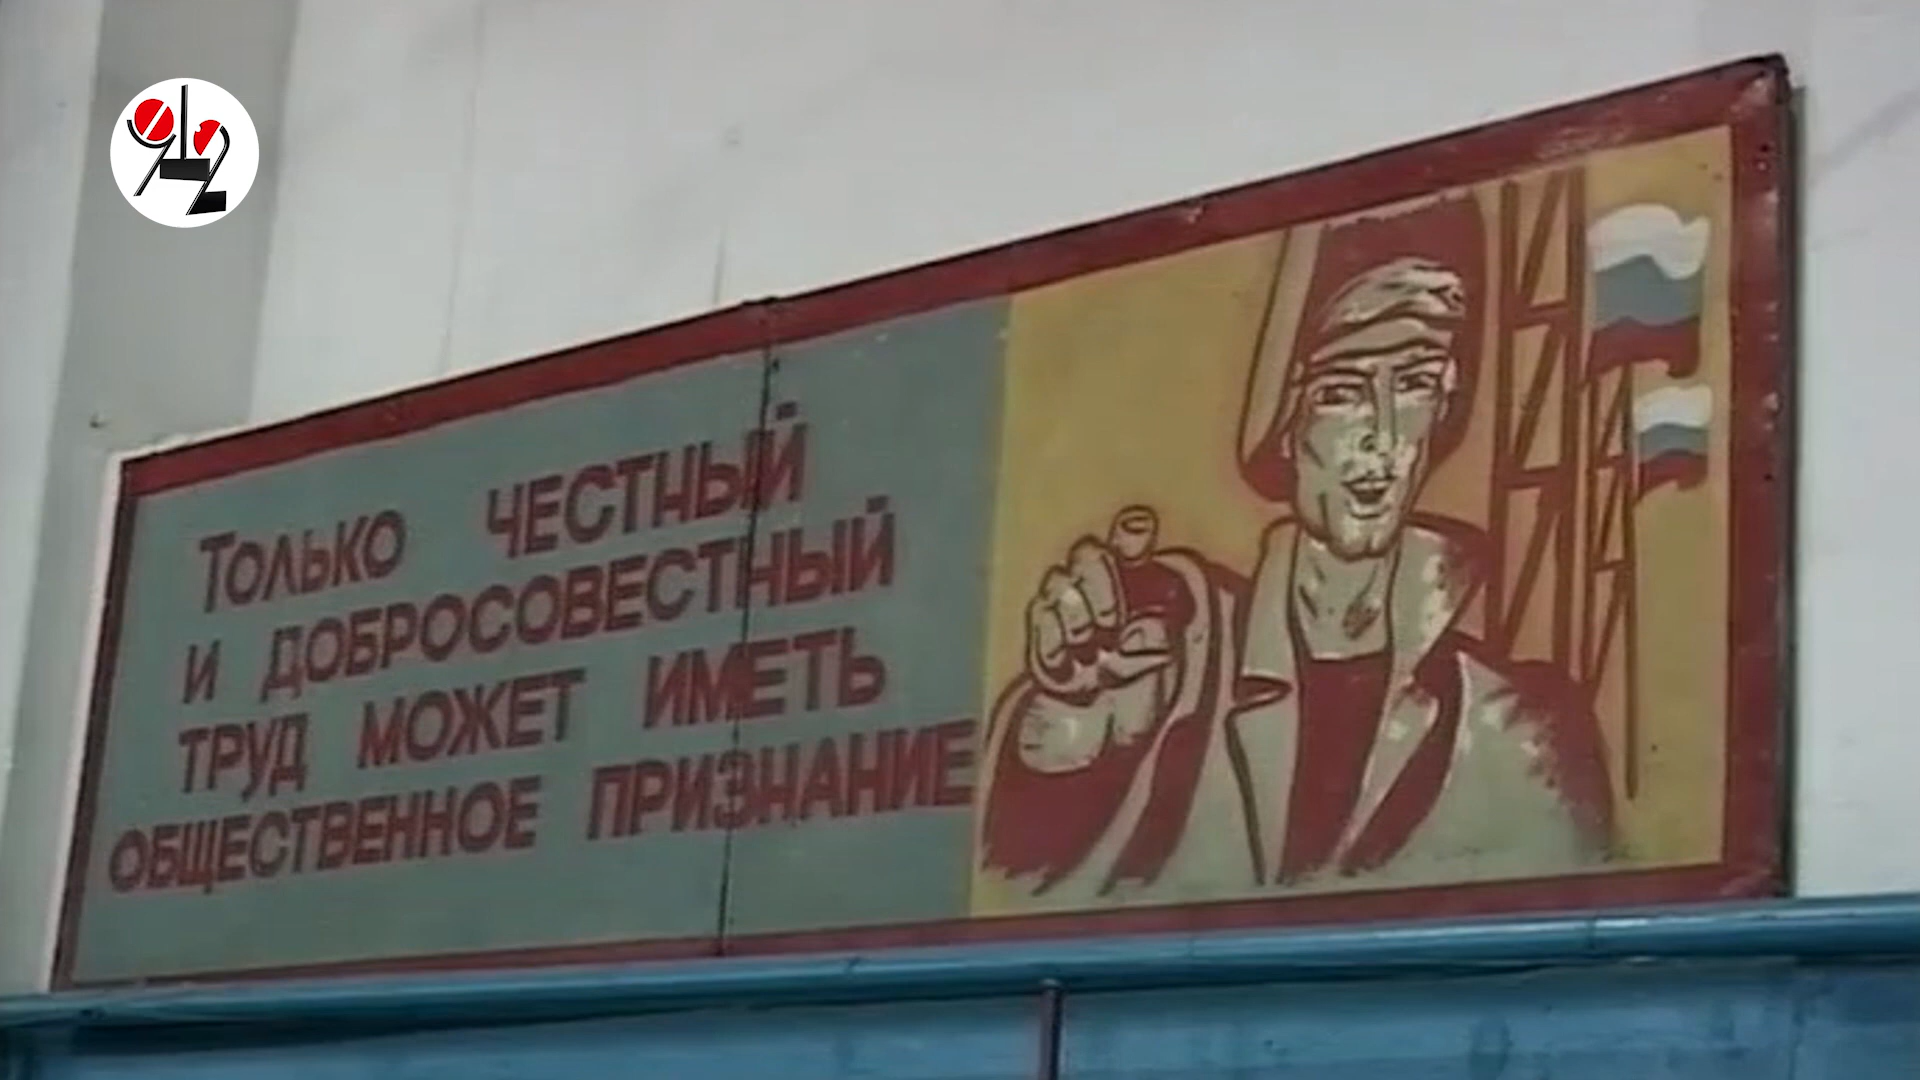 Только ЧЕСТНЫЙ
И ДОБРОСОВЕСТНЫЙ
ТРУД МОЖЕТ ИМЕТЬ
ОБЩЕСТВЕННОЕ ПРИЗНАНИЕ